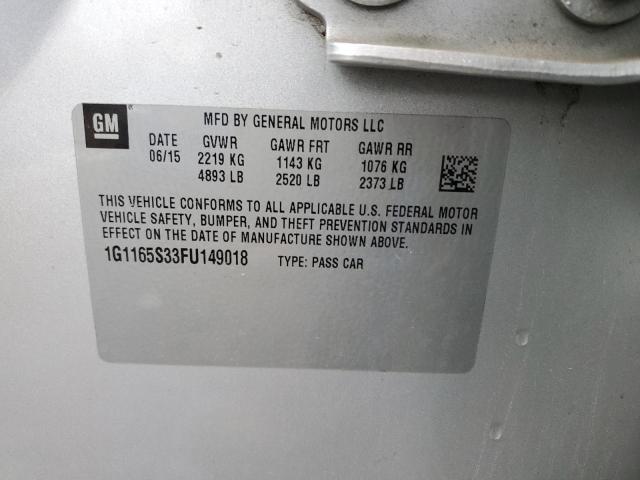 GM
MFD BY GENERAL MOTORS LLC
DATE GVWR GAWR FRT GAWR RR
06/15 2219 KG 1143 KG 1076 KG
4893 LB 2520 LB 2373 LB
THIS VEHICLE CONFORMS TO ALL APPLICABLE U.S. FEDERAL MOTOR
VEHICLE SAFETY, BUMPER, AND THEFT PREVENTION STANDARDS IN
EFFECT ON THE DATE OF MANUFACTURE SHOWN ABOVE.
1G1165S33FU149018 TYPE: PASS CAR